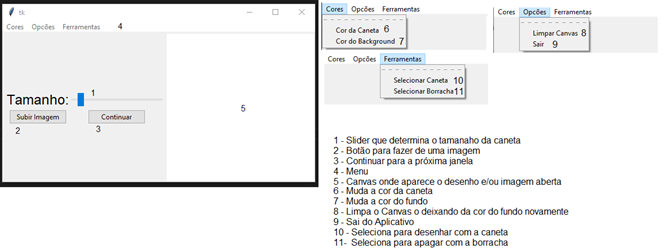 tk
Cores Opções Ferramentas 4
Tamanho: 1
Subir Imagem Continuar
2 3
5
Cores Opções Ferramentas
Cor da Caneta 6
Cor do Background 7
Cores Opções Ferramentas
Limpar Canvas 8
Sair 9
Cores Opções Ferramentas
Selecionar Caneta 10
Selecionar Borracha 11
1 - Slider que determina o tamanaho da caneta
2 - Botão para fazer de uma imagem
3 - Continuar para a próxima janela
4 - Menu
5 - Canvas onde aparece o desenho e/ou imagem aberta
6 - Muda a cor da caneta
7 - Muda a cor do fundo
8 - Limpa o Canvas o deixando da cor do fundo novamente
9 - Sai do Aplicativo
10 - Seleciona para desenhar com a caneta
11- Seleciona para apagar com a borracha